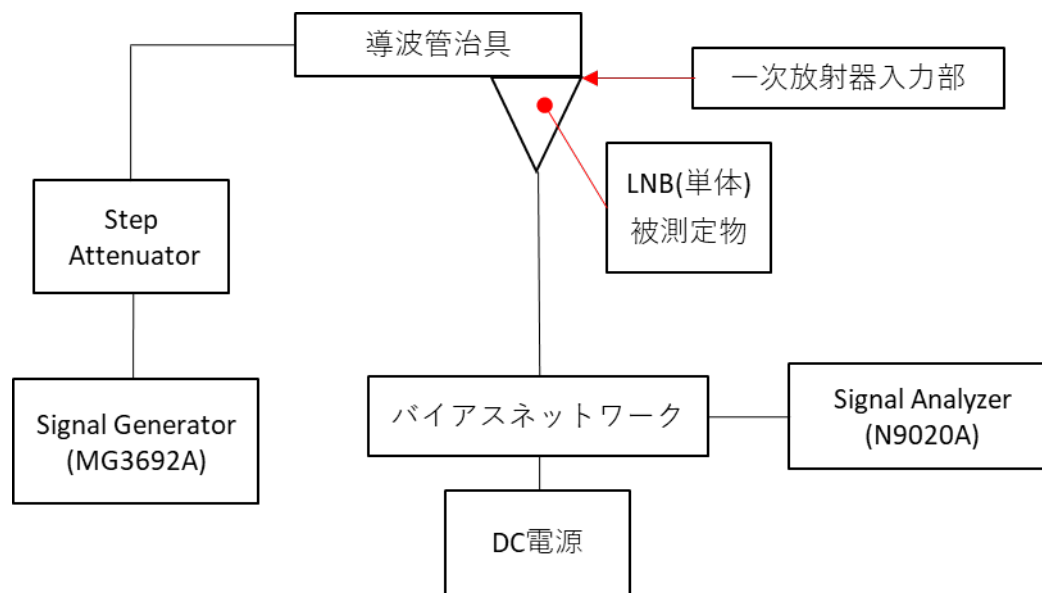 導波管治具
一次放射器入力部
LNB(単体)
被測定物
Step
Attenuator
Signal Generator
(MG3692A)
バイアスネットワーク
Signal Analyzer
(N9020A)
DC電源